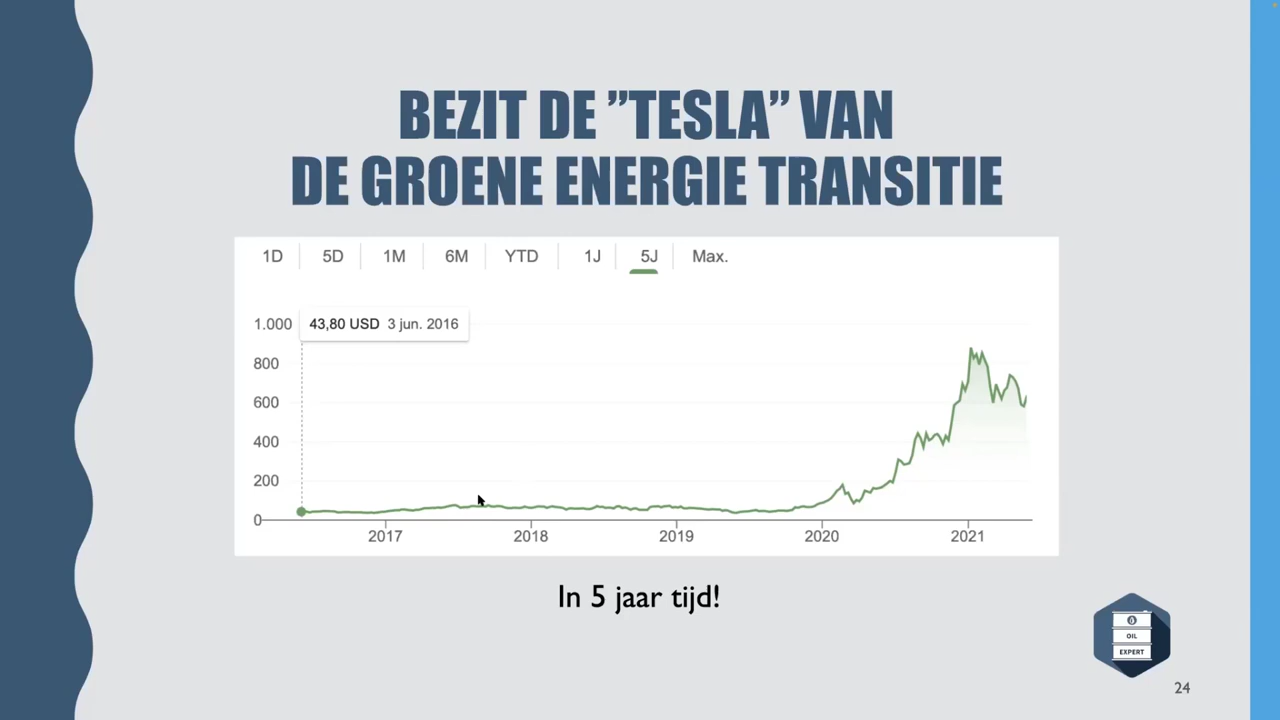 BEZIT DE ”TESLA” VAN
DE GROENE ENERGIE TRANSITIE
1D 5D 1M 6M YTD 1J 5J Max.
43,80 USD 3 jun. 2016
1.000
800
600
400
200
0
2017 2018 2019 2020 2021
In 5 jaar tijd!
OIL
EXPERT
24